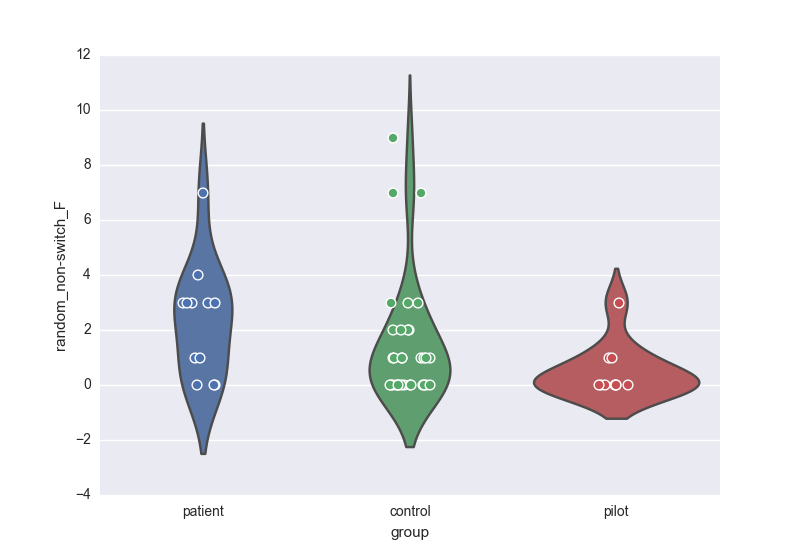 12
10
8
6
4
2
0
−2
−4
random_non-switch_F
patient
control
pilot
group